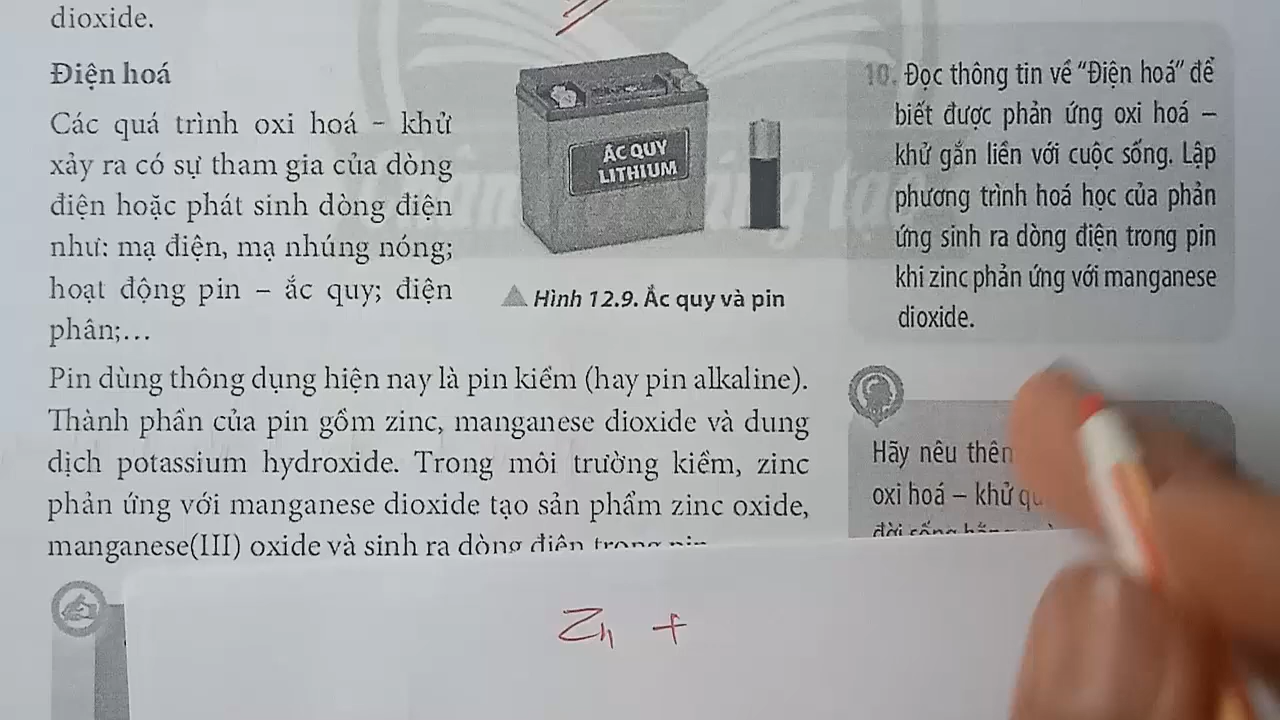 dioxide.
Điện hoá
Các quá trình oxi hoá – khử
xảy ra có sự tham gia của dòng
điện hoặc phát sinh dòng điện
như: mạ điện, mạ nhúng nóng;
hoạt động pin – ắc quy; điện
phân;...
ẮC QUY
LITHIUM
Hình 12.9. Ắc quy và pin
Pin dùng thông dụng hiện nay là pin kiềm (hay pin alkaline).
Thành phần của pin gồm zinc, manganese dioxide và dung
dịch potassium hydroxide. Trong môi trường kiềm, zinc
phản ứng với manganese dioxide tạo sản phẩm zinc oxide,
manganese(III) oxide và sinh ra dòng điện trong pin
10. Đọc thông tin về “Điện hoá” để
biết được phản ứng oxi hoá –
khử gắn liền với cuộc sống. Lập
phương trình hoá học của phản
ứng sinh ra dòng điện trong pin
khi zinc phản ứng với manganese
dioxide.
Hãy nêu thêm
oxi hoá – khử
Zn +